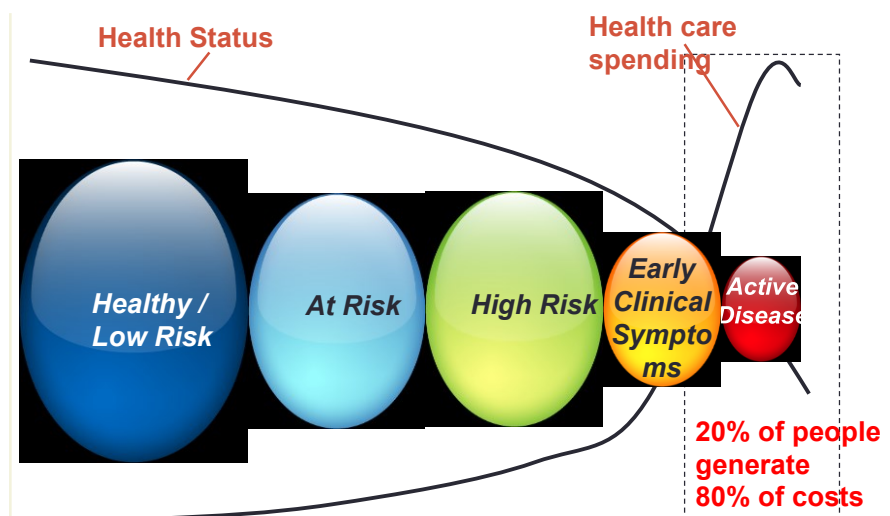 Health Status
Health care
spending
Healthy /
Low Risk
At Risk
High Risk
Early
Clinical
Sympto
ms
Active
Disease
20% of people
generate
80% of costs